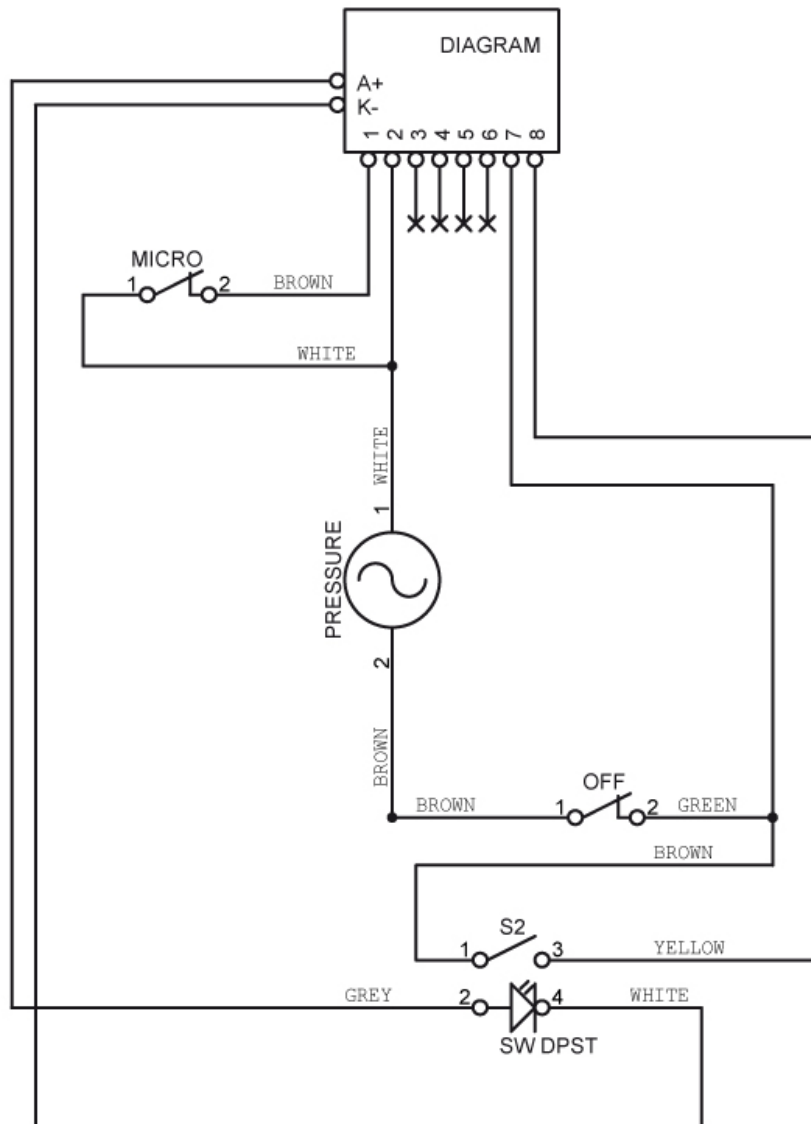 DIAGRAM
A+
K-
1 2 3 4 5 6 7 8
MICRO
1 2 BROWN
WHITE
WHITE
1
PRESSURE
2
BROWN
OFF
BROWN 1 2 GREEN
BROWN
S2
1 3 YELLOW
GREY 2 4 WHITE
SW DPST